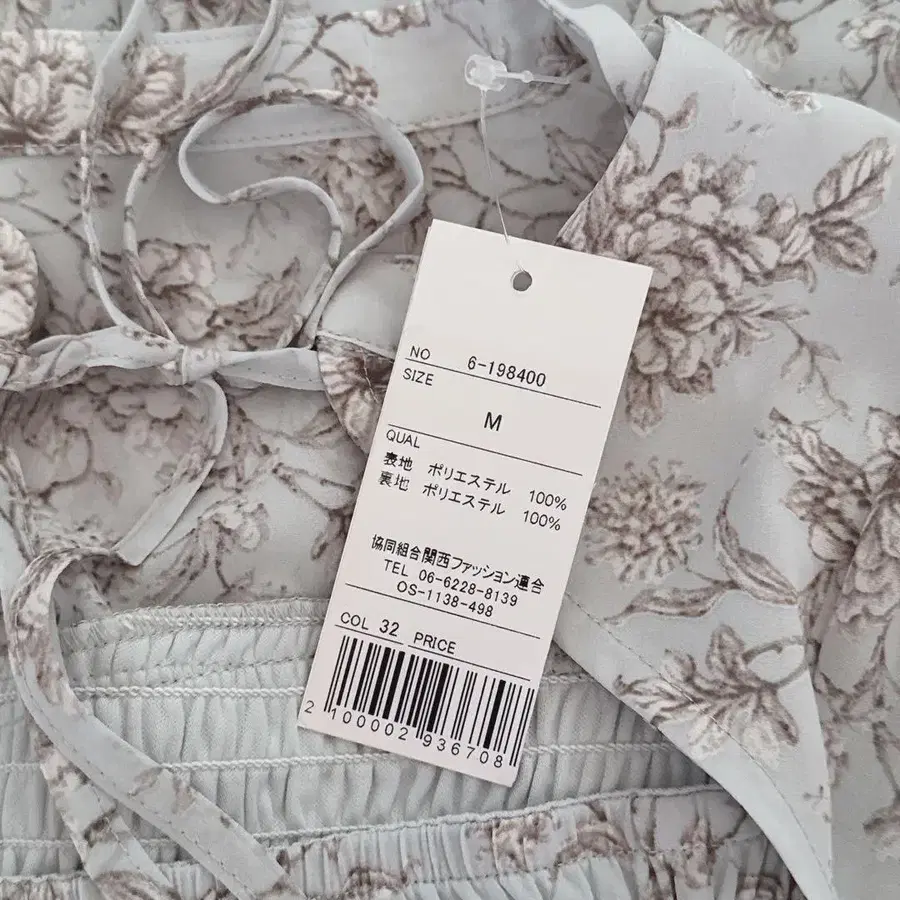 NO 6-198400
SIZE
M
QUAL
表地 ポリエステル 100%
裏地 ポリエステル 100%
協同組合関西ファッション連合
TEL 06-6228-8139
OS-1138-498
COL 32 PRICE
2 100002 936708